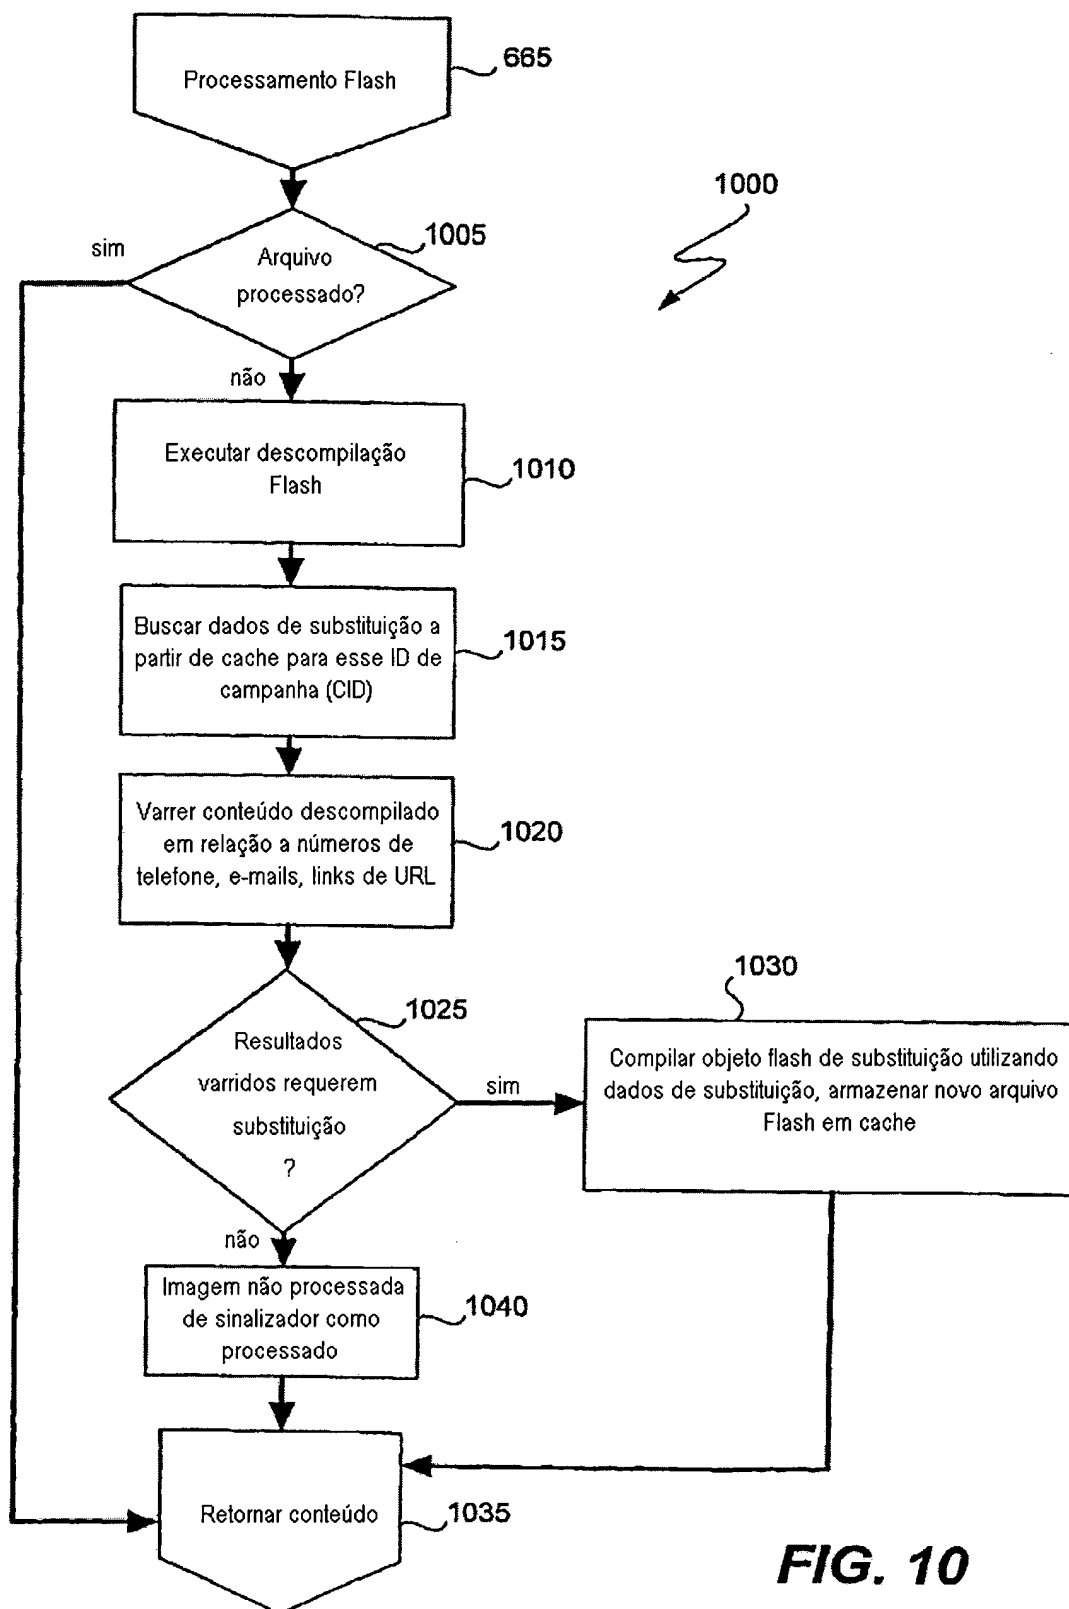 Processamento Flash
665
1000
sim
1005
Arquivo
processado?
não
Executar descompilação
Flash
1010
Buscar dados de substituição a
partir de cache para esse ID de
campanha (CID)
1015
Varrer conteúdo descompilado
em relação a números de
telefone, e-mails, links de URL
1020
1025
Resultados
varridos requerem
substituição
?
sim
1030
Compilar objeto flash de substituição utilizando
dados de substituição, armazenar novo arquivo
Flash em cache
não
Imagem não processada
de sinalizador como
processado
1040
Retornar conteúdo
1035
FIG. 10